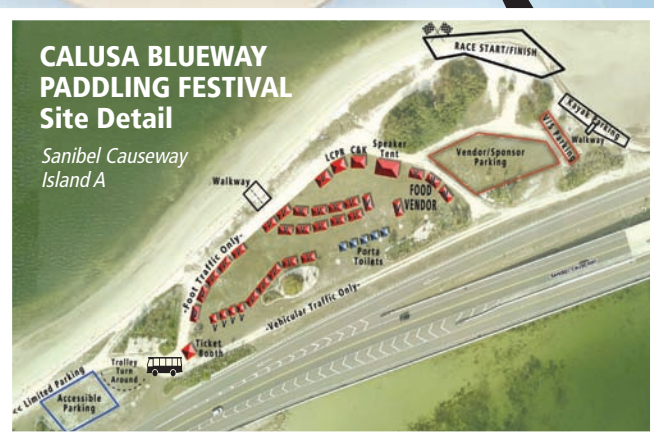 CALUSA BLUEWAY
PADDLING FESTIVAL
Site Detail
Sanibel Causeway
Island A
RACE START/FINISH
Kayak Parking
V/S Parking
Walkway
Vendor/Sponsor
Parking
LCPR
C&K
Speaker
Tent
FOOD
VENDOR
Walkway
-Foot Traffic Only-
Porta
Toilets
-Vehicular Traffic Only-
Ticket
Booth
Trolley
Turn
Around
<< Limited Parking
Accessible
Parking